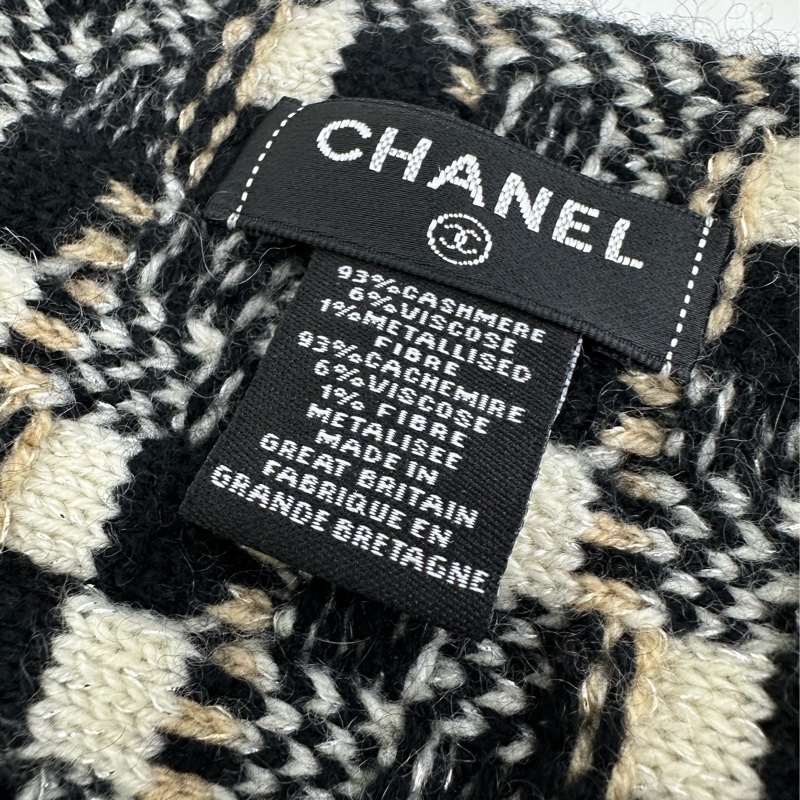 CHANEL
93%CASHMERE
6%VISCOSE
1%METALLISED
FIBRE
93%CACHEMIRE
6%VISCOSE
1% FIBRE
METALISEE
MADE IN
GREAT BRITAIN
FABRIQUE EN
GRANDE BRETAGNE